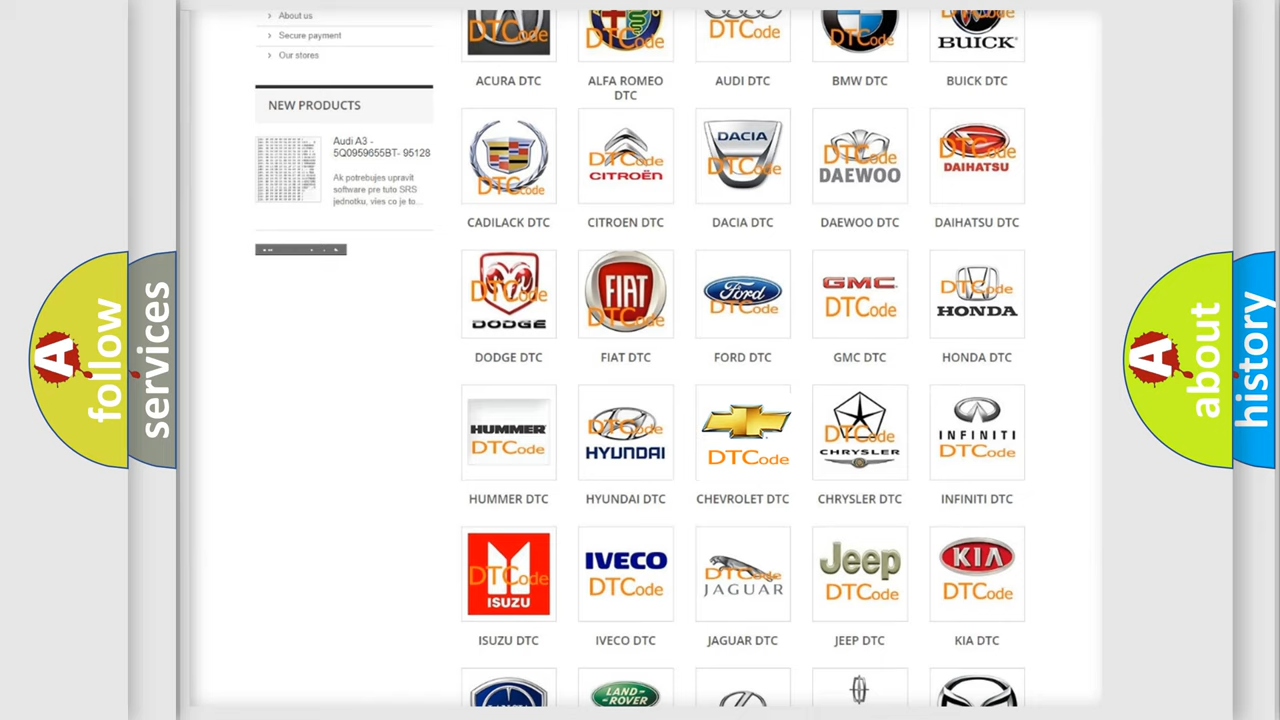 About us
Secure payment
Our stores
NEW PRODUCTS
Audi A3 -
5Q0959655BT- 95128
Ak potrebujes upravit
software pre tuto SRS
jednotku, vies co je to...
DTCode DTCode DTCode DTCode BUICK
ACURA DTC ALFA ROMEO DTC AUDI DTC BMW DTC BUICK DTC
DTCode DTCode CITROËN DACIA DTCode DTCode DAEWOO DTCode DAIHATSU
CADILACK DTC CITROEN DTC DACIA DTC DAEWOO DTC DAIHATSU DTC
DTCode DODGE FIAT DTCode Ford DTCode GMC DTCode DTCode HONDA
DODGE DTC FIAT DTC FORD DTC GMC DTC HONDA DTC
HUMMER DTCode DTCode HYUNDAI DTCode DTCode CHRYSLER INFINITI DTCode
HUMMER DTC HYUNDAI DTC CHEVROLET DTC CHRYSLER DTC INFINITI DTC
DTCode ISUZU IVECO DTCode DTCode JAGUAR Jeep DTCode KIA DTCode
ISUZU DTC IVECO DTC JAGUAR DTC JEEP DTC KIA DTC
LAND-
ROVER
A follow
services
A about
history